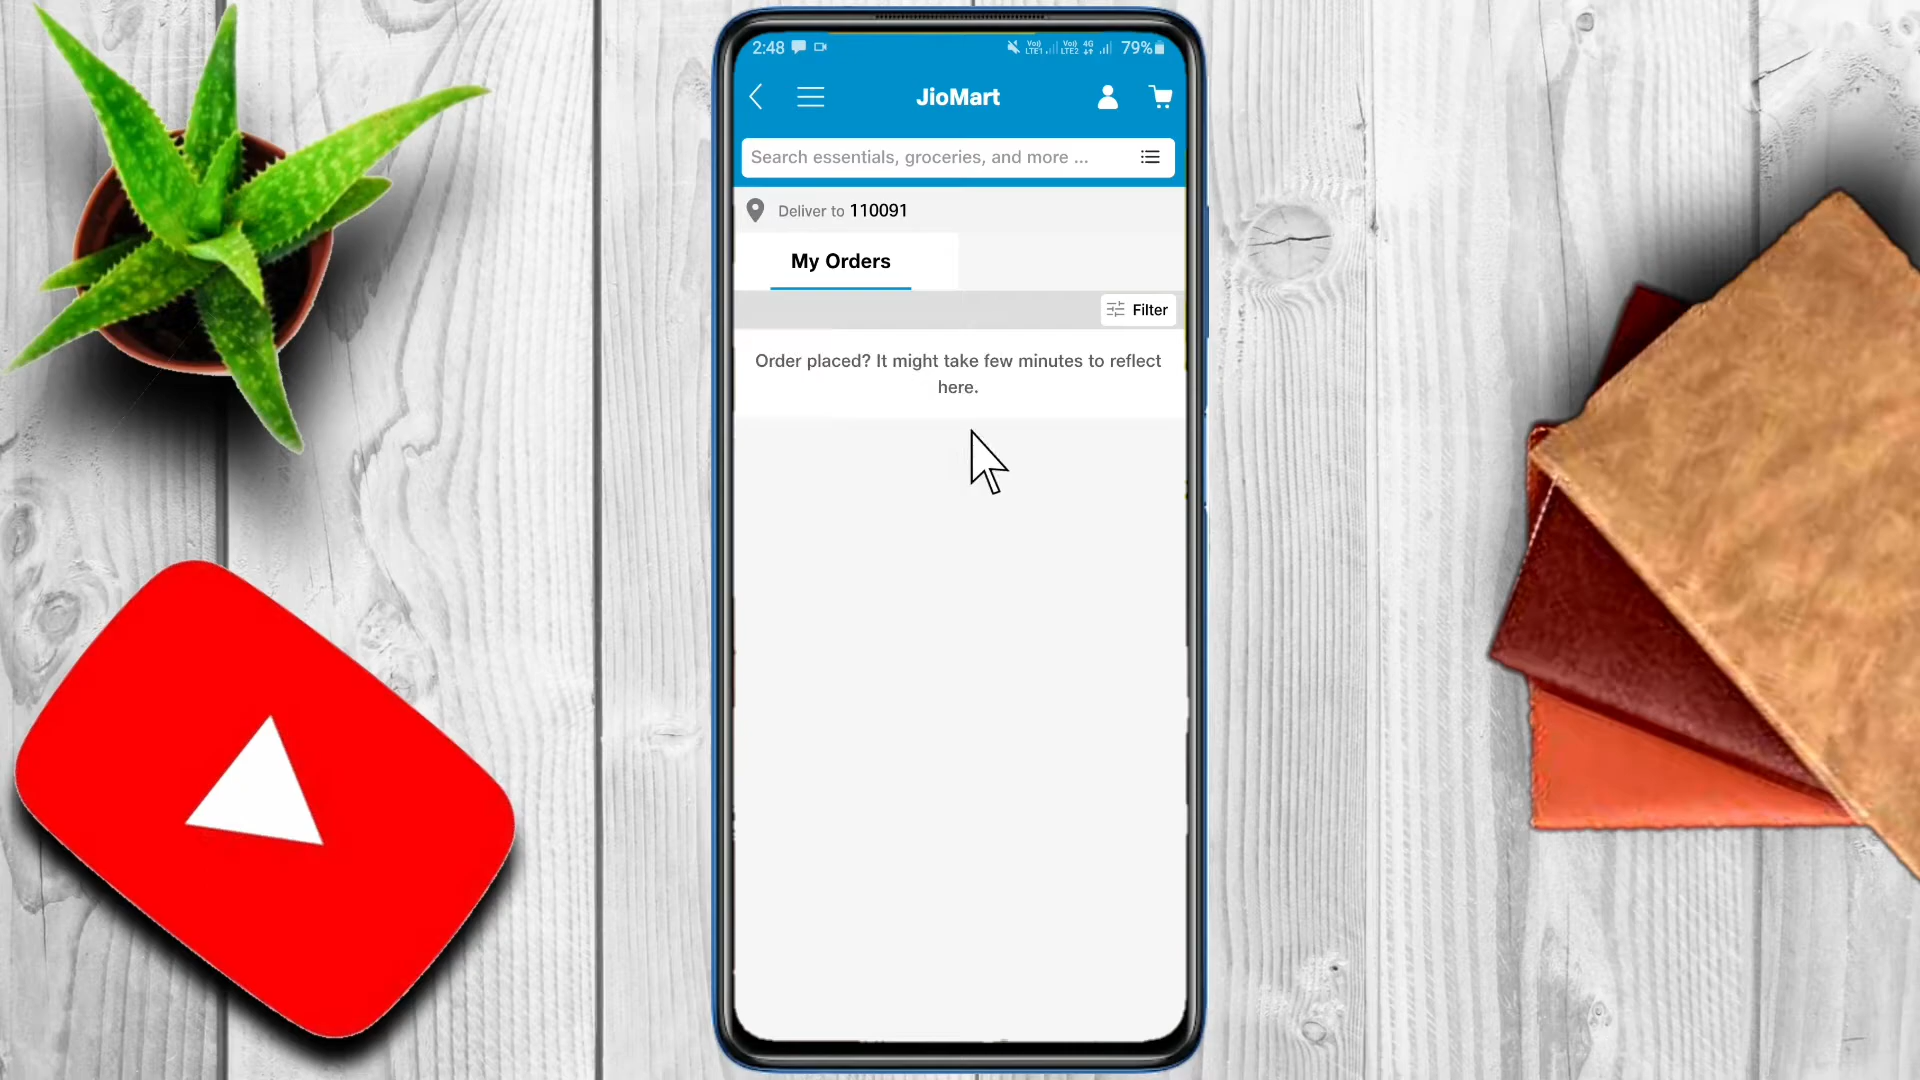 2:48 79%
JioMart
Search essentials, groceries, and more ...
Deliver to 110091
My Orders
Filter
Order placed? It might take few minutes to reflect
here.